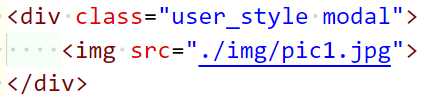 <div class="user_style modal">
    <img src="./img/pic1.jpg">
</div>